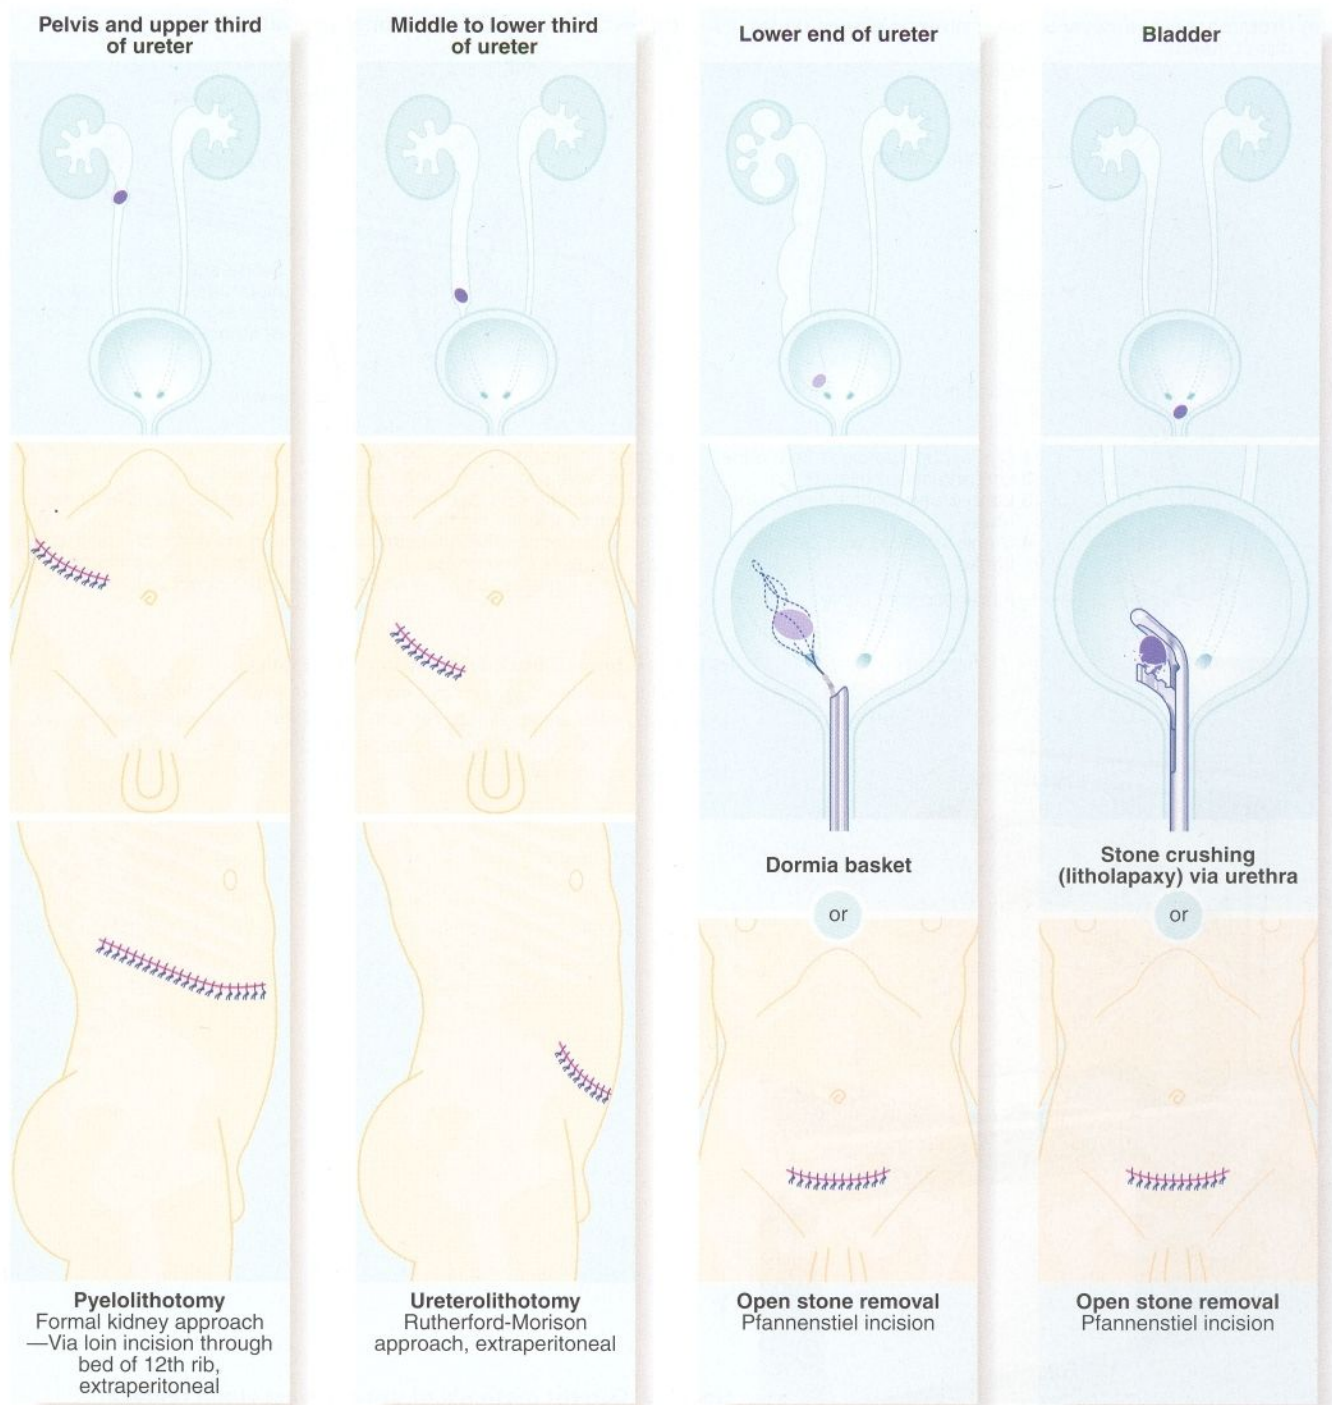 Pelvis and upper third
of ureter
Middle to lower third
of ureter
Lower end of ureter
Bladder
Dormia basket
or
Stone crushing
(litholapaxy) via urethra
or
Pyelolithotomy
Formal kidney approach
—Via loin incision through
bed of 12th rib,
extraperitoneal
Ureterolithotomy
Rutherford-Morison
approach, extraperitoneal
Open stone removal
Pfannenstiel incision
Open stone removal
Pfannenstiel incision